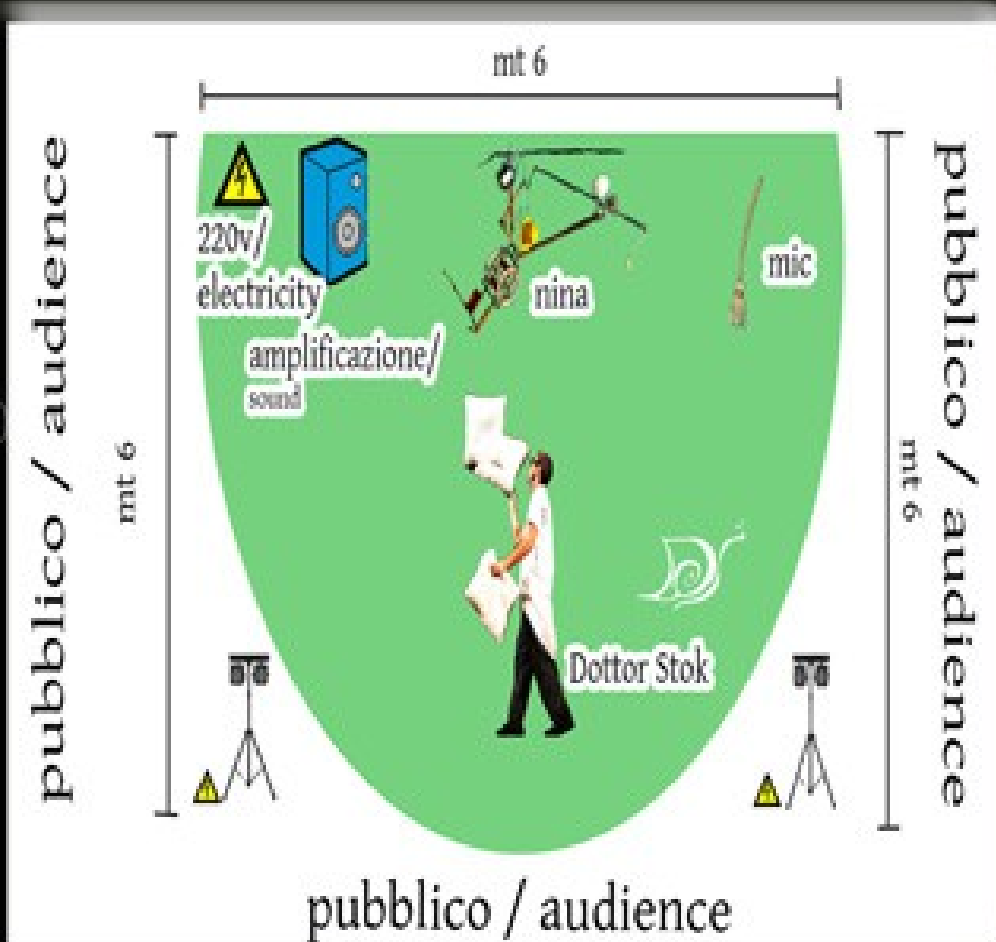 mt 6
pubblico / audience
mt 6
220v/
electricity
amplificazione/
sound
nina
mic
Dottor Stok
mt 6
pubblico / audience
pubblico / audience